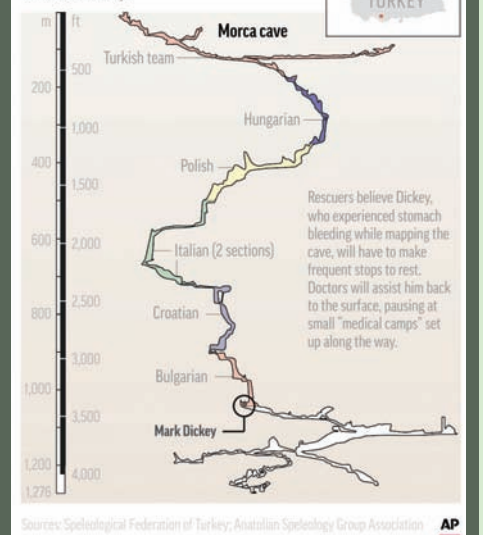 TURKEY
m ft
Morca cave
Turkish team
500
200
Hungarian
1,000
Polish
400
1,500
Rescuers believe Dickey,
who experienced stomach
bleeding while mapping the
cave, will have to make
frequent stops to rest.
Doctors will assist him back
to the surface, pausing at
small "medical camps" set
up along the way.
600
2,000
Italian (2 sections)
2,500
800
Croatian
3,000
Bulgarian
1,000
3,500
Mark Dickey
1,200
4,000
1,276
Sources: Speleological Federation of Turkey; Anatolian Speleology Group Association AP